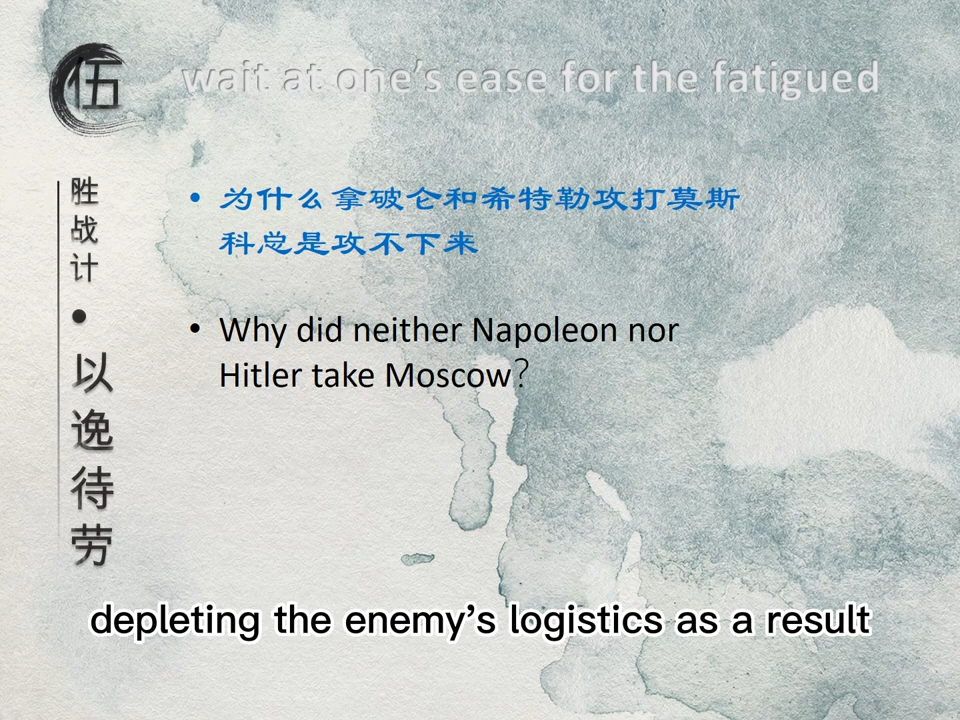 伍
wait at one's ease for the fatigued
胜战计•以逸待劳
• 为什么拿破仑和希特勒攻打莫斯
科总是攻不下来
• Why did neither Napoleon nor
Hitler take Moscow？
depleting the enemy's logistics as a result